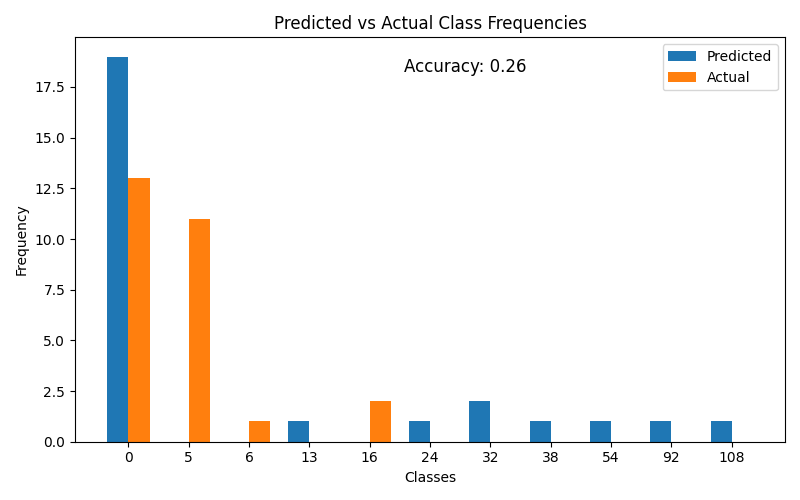 Predicted vs Actual Class Frequencies
Accuracy: 0.26
Predicted
Actual
Frequency
17.5
15.0
12.5
10.0
7.5
5.0
2.5
0.0
0 5 6 13 16 24 32 38 54 92 108
Classes